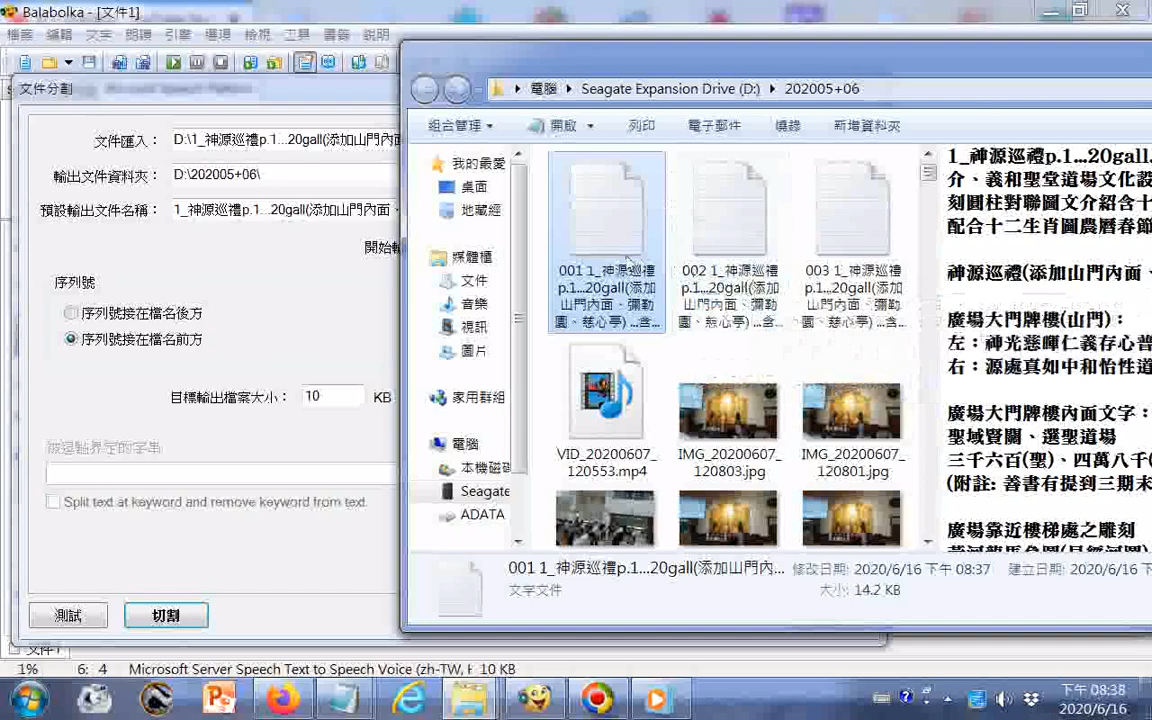 Balabolka - [文件1]
檔案 編輯 文字 朗讀 引擎 選項 檢視 工具 書簽 說明
文件分割
文件匯入： D:\1_神源巡禮p.1...20gall(添加山門內面
輸出文件資料夾： D:\202005+06\
預設輸出文件名稱： 1_神源巡禮p.1...20gall(添加山門內面、
開始輸
序列號
序列號接在檔名後方
序列號接在檔名前方
目標輸出檔案大小： 10 KB
Split text at keyword and remove keyword from text.
測試 切割
文件1
1% 6: 4 Microsoft Server Speech Text to Speech Voice (zh-TW, H 10 KB
電腦 Seagate Expansion Drive (D:) 202005+06
組合管理 開啟 列印 電子郵件 燒錄 新增資料夾
我的最愛
桌面
地藏經
媒體櫃
文件
音樂
視訊
圖片
家用群組
電腦
本機磁碟
Seagate
ADATA
001 1_神源巡禮
p.1...20gall(添加
山門內面、彌勒
園、慈心亭) ...含...
002 1_神源巡禮
p.1...20gall(添加
山門內面、彌勒
園、慈心亭) ...含...
003 1_神源巡禮
p.1...20gall(添加
山門內面、彌勒
園、慈心亭) ...含...
VID_20200607_
120553.mp4
IMG_20200607_
120803.jpg
IMG_20200607_
120801.jpg
1_神源巡禮p.1...20gall.
介、義和聖堂道場文化設
刻圓柱對聯圖文介紹含十
配合十二生肖圖農曆春節
神源巡禮(添加山門內面、
廣場大門牌樓(山門)：
左：神光慈暉仁義存心普
右：源處真如中和怡性道
廣場大門牌樓內面文字：
聖域賢關、選聖道場
三千六百(聖)、四萬八千(
(附註: 善書有提到三期末
廣場靠近樓梯處之雕刻
001 1_神源巡禮p.1...20gall(添加山門內... 修改日期: 2020/6/16 下午 08:37 建立日期: 2020/6/16 下
文字文件 大小: 14.2 KB
下午 08:38
2020/6/16